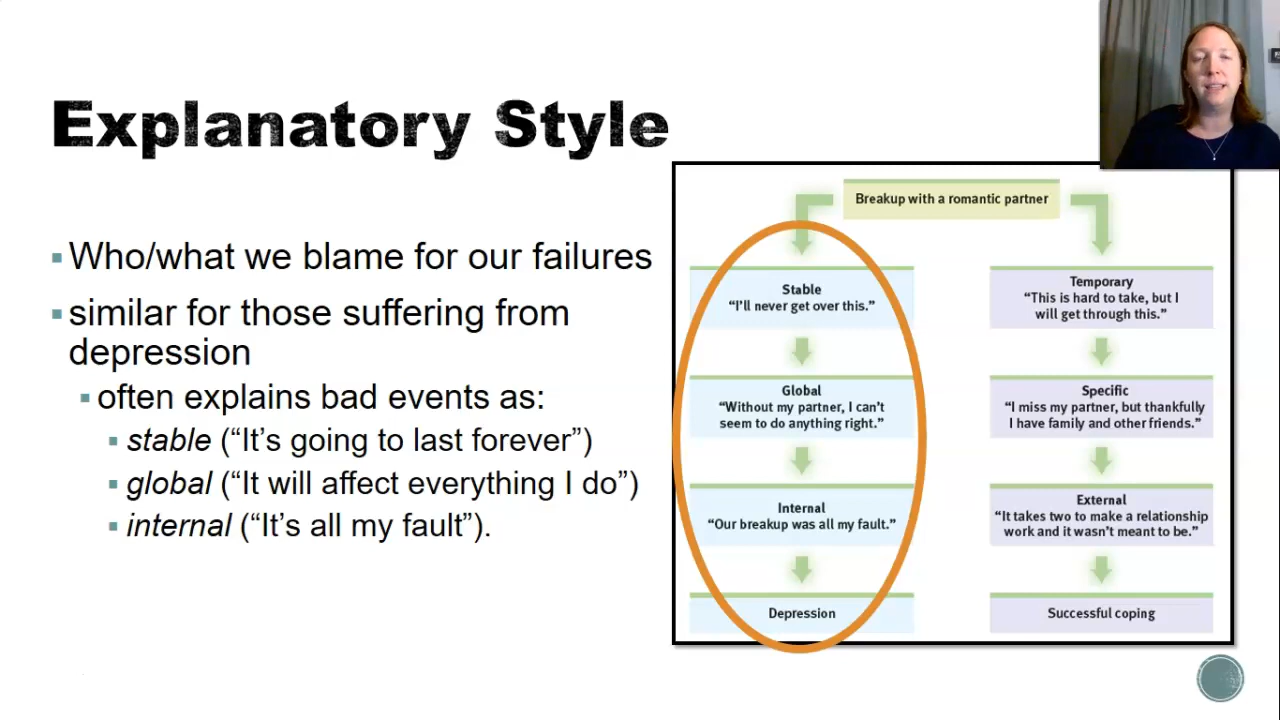 Explanatory Style
Who/what we blame for our failures
similar for those suffering from
depression
often explains bad events as:
stable (“It’s going to last forever”)
global (“It will affect everything I do”)
internal (“It’s all my fault”).
Breakup with a romantic partner
Stable
“I’ll never get over this.”
Global
“Without my partner, I can’t
seem to do anything right.”
Internal
“Our breakup was all my fault.”
Depression
Temporary
“This is hard to take, but I
will get through this.”
Specific
“I miss my partner, but thankfully
I have family and other friends.”
External
“It takes two to make a relationship
work and it wasn’t meant to be.”
Successful coping